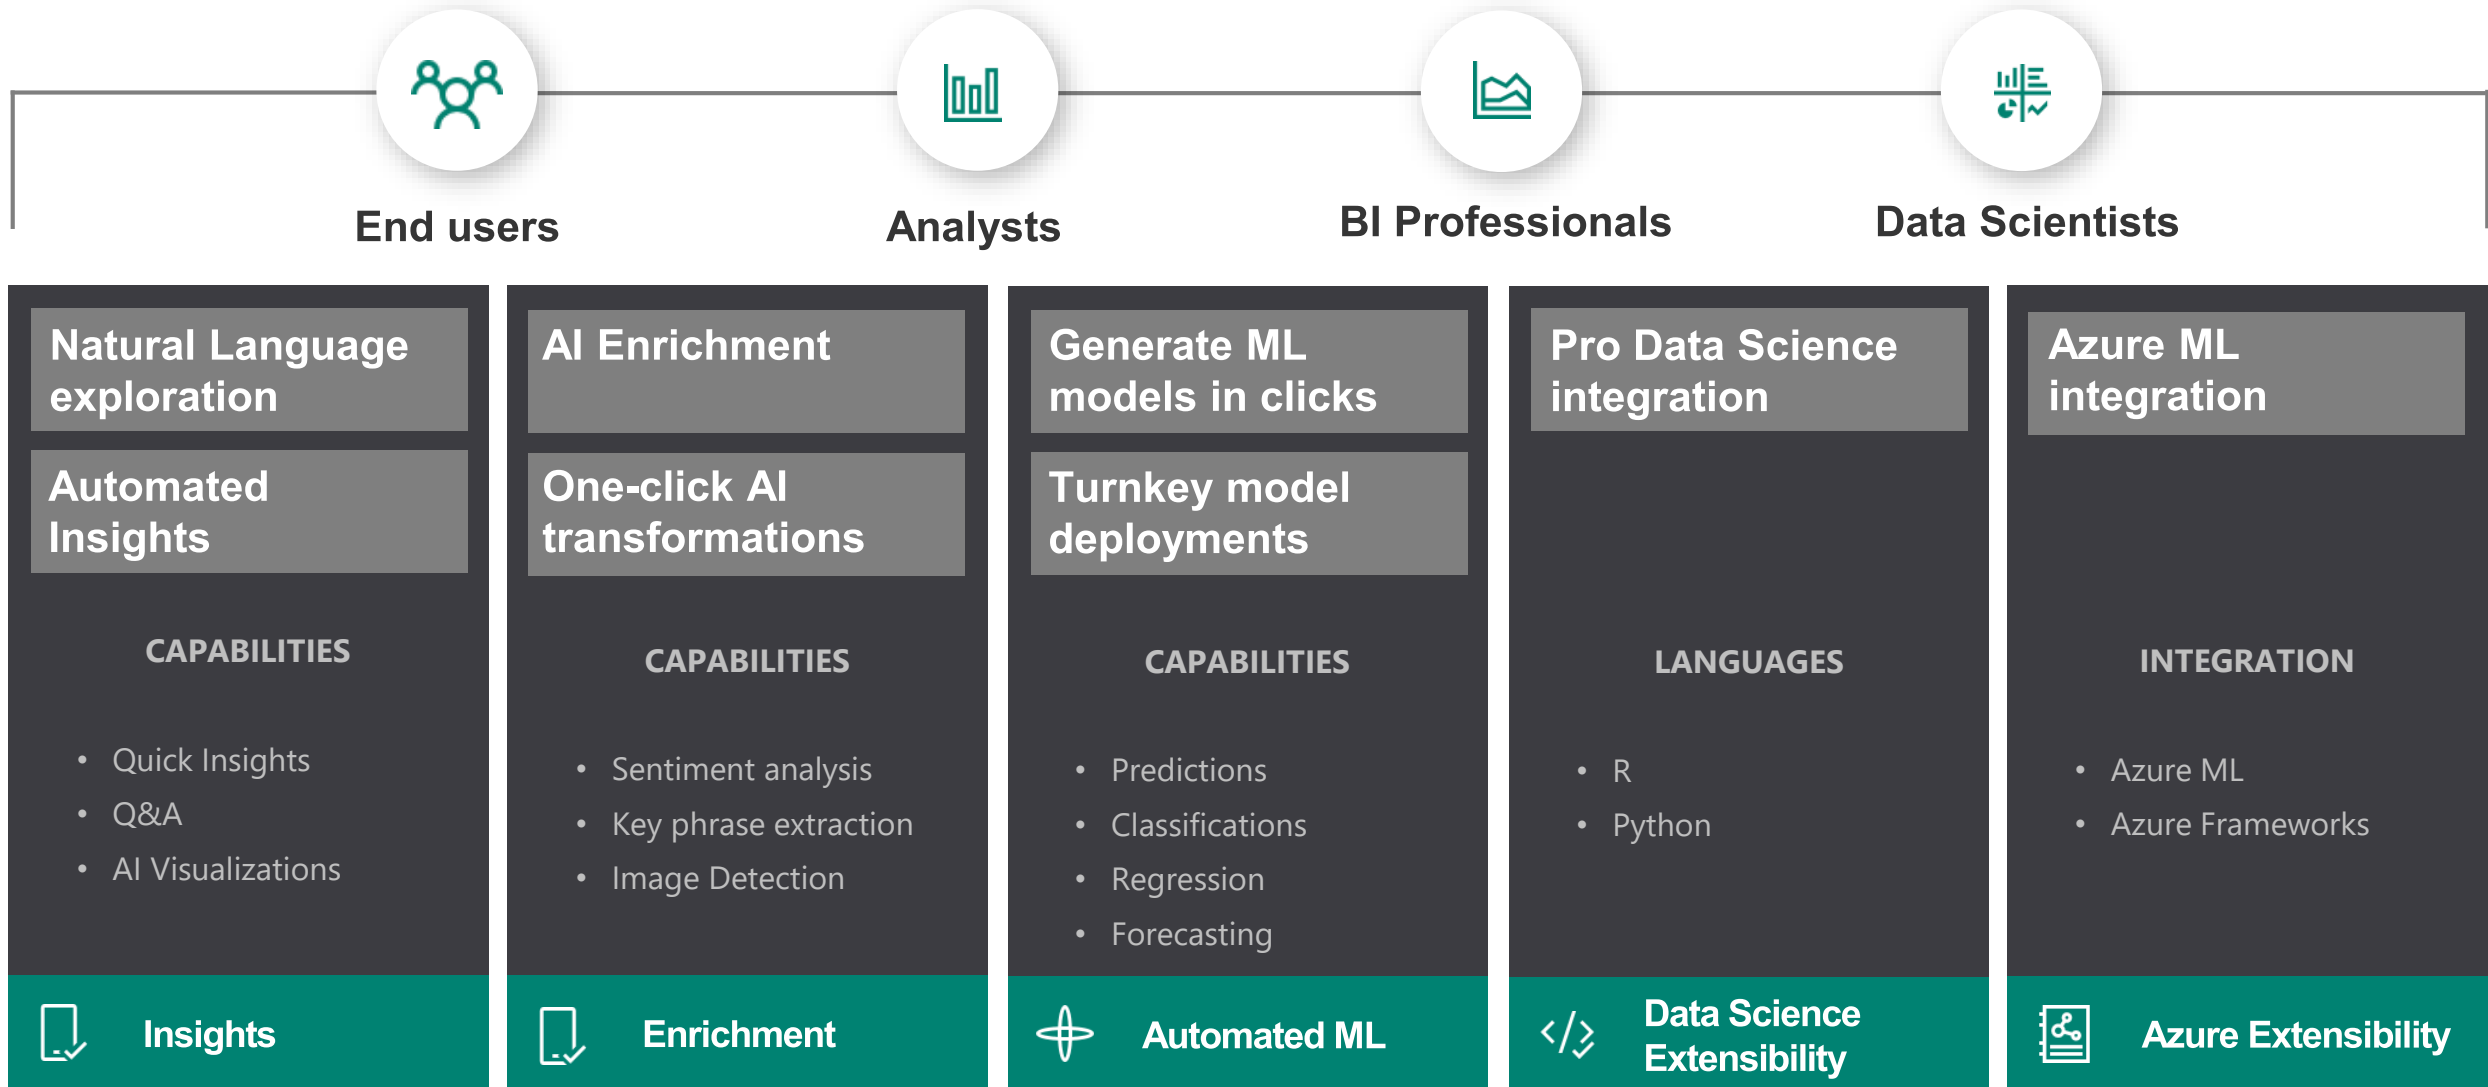 End users
Analysts
BI Professionals
Data Scientists
Natural Language
exploration
Automated
Insights
CAPABILITIES
• Quick Insights
• Q&A
• AI Visualizations
Insights
AI Enrichment
One-click AI
transformations
CAPABILITIES
• Sentiment analysis
• Key phrase extraction
• Image Detection
Enrichment
Generate ML
models in clicks
Turnkey model
deployments
CAPABILITIES
• Predictions
• Classifications
• Regression
• Forecasting
Automated ML
Pro Data Science
integration
LANGUAGES
• R
• Python
Data Science
Extensibility
Azure ML
integration
INTEGRATION
• Azure ML
• Azure Frameworks
Azure Extensibility